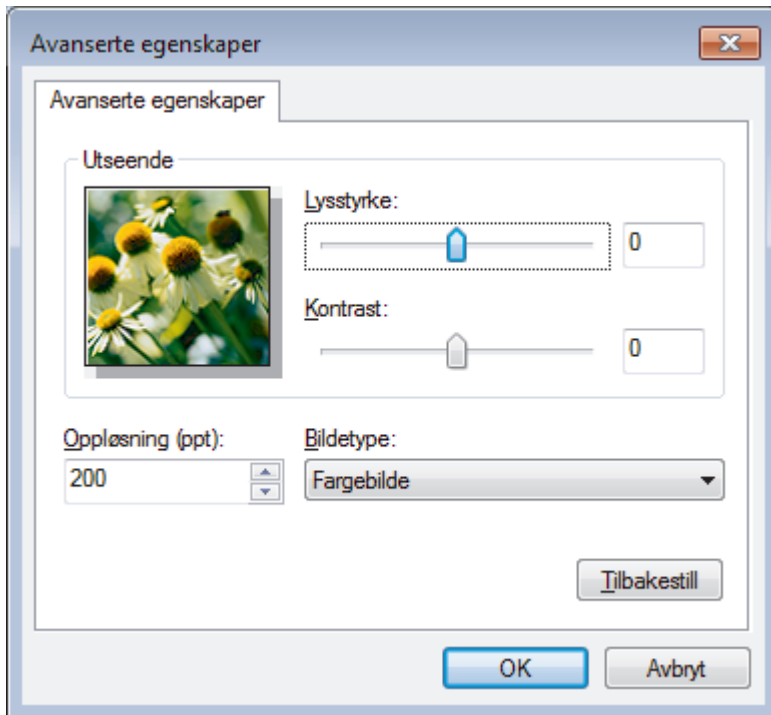 Avanserte egenskaper
Avanserte egenskaper
Utseende
Lysstyrke:
0
Kontrast:
0
Oppløsning (ppt):
Bildetype:
200
Fargebilde
Tilbakestill
OK
Avbryt